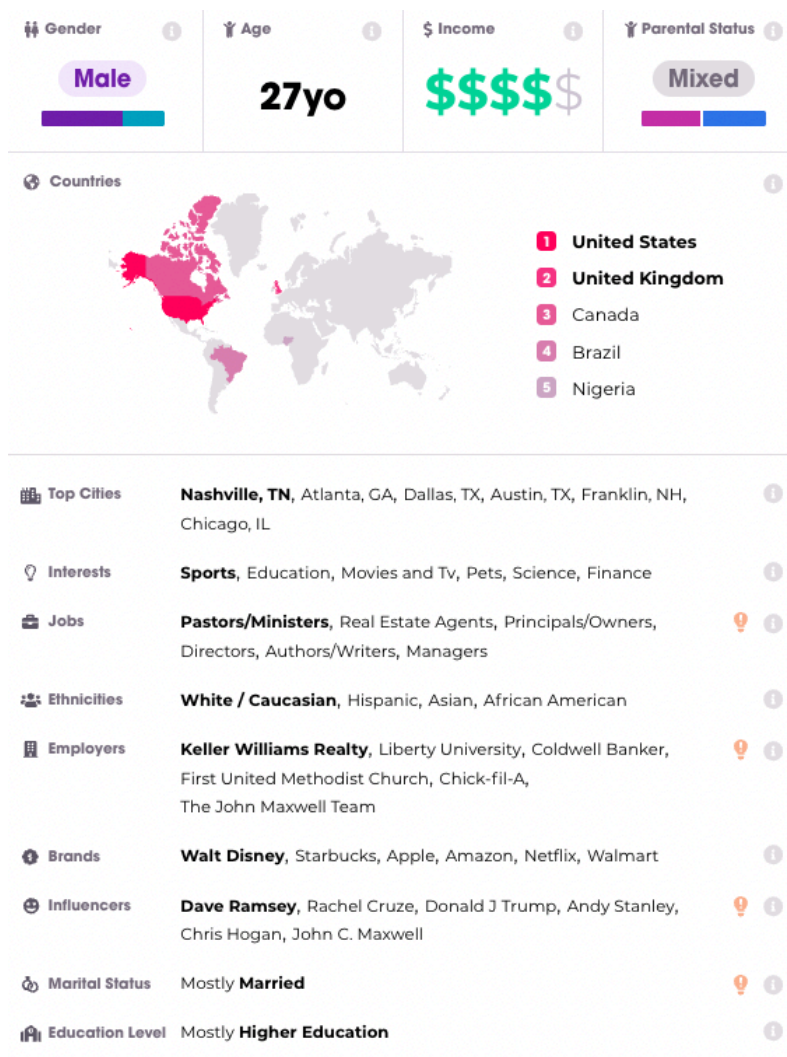 Gender
Age
$ Income
Parental Status
Male
27yo
$$$$$
Mixed
Countries
1 United States
2 United Kingdom
3 Canada
4 Brazil
5 Nigeria
Top Cities
Nashville, TN, Atlanta, GA, Dallas, TX, Austin, TX, Franklin, NH,
Chicago, IL
Interests
Sports, Education, Movies and Tv, Pets, Science, Finance
Jobs
Pastors/Ministers, Real Estate Agents, Principals/Owners,
Directors, Authors/Writers, Managers
Ethnicities
White / Caucasian, Hispanic, Asian, African American
Employers
Keller Williams Realty, Liberty University, Coldwell Banker,
First United Methodist Church, Chick-fil-A,
The John Maxwell Team
Brands
Walt Disney, Starbucks, Apple, Amazon, Netflix, Walmart
Influencers
Dave Ramsey, Rachel Cruze, Donald J Trump, Andy Stanley,
Chris Hogan, John C. Maxwell
Marital Status
Mostly Married
Education Level
Mostly Higher Education